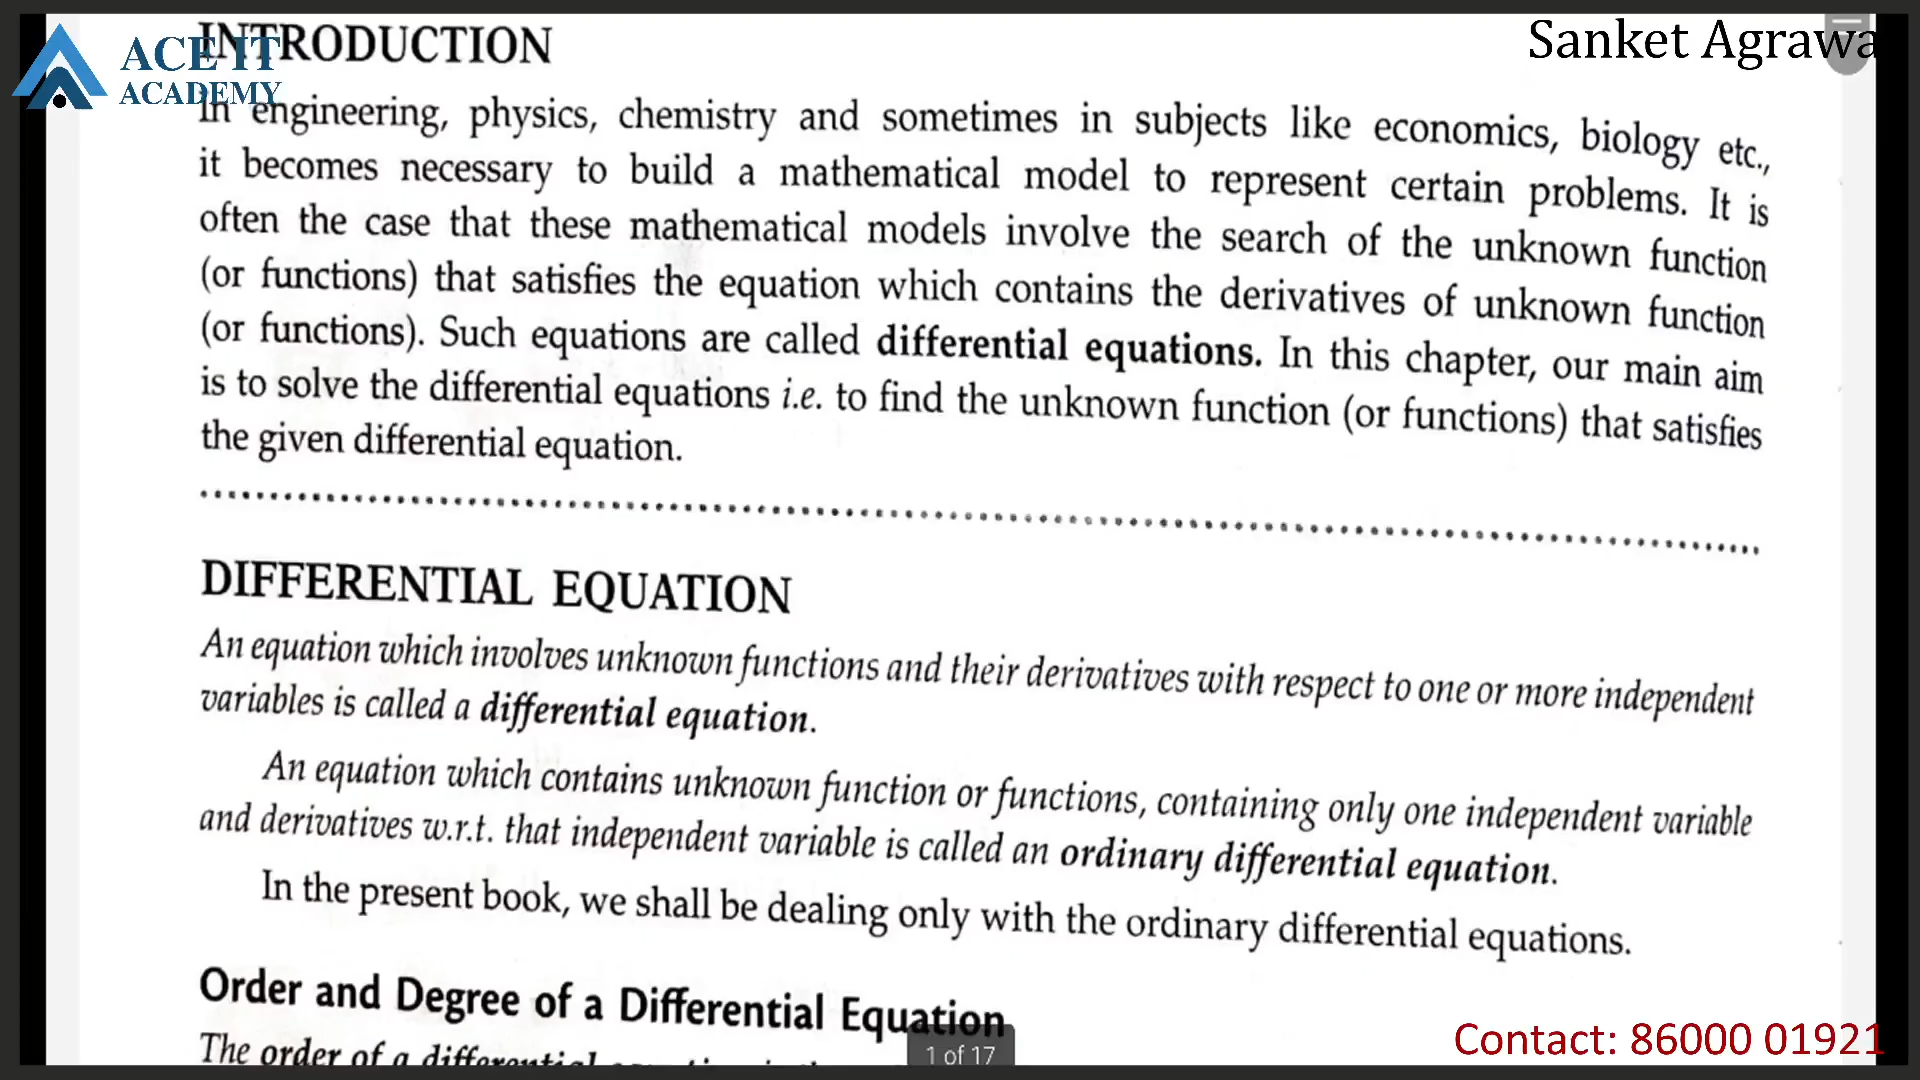 Sanket Agrawa
ACE IT
ACADEMY
INTRODUCTION
In engineering, physics, chemistry and sometimes in subjects like economics, biology etc.,
it becomes necessary to build a mathematical model to represent certain problems. It is
often the case that these mathematical models involve the search of the unknown function
(or functions) that satisfies the equation which contains the derivatives of unknown function
(or functions). Such equations are called differential equations. In this chapter, our main aim
is to solve the differential equations i.e. to find the unknown function (or functions) that satisfies
the given differential equation.
DIFFERENTIAL EQUATION
An equation which involves unknown functions and their derivatives with respect to one or more independent
variables is called a differential equation.
An equation which contains unknown function or functions, containing only one independent variable
and derivatives w.r.t. that independent variable is called an ordinary differential equation.
In the present book, we shall be dealing only with the ordinary differential equations.
Order and Degree of a Differential Equation
The order of a differential
1 of 17
Contact: 86000 01921